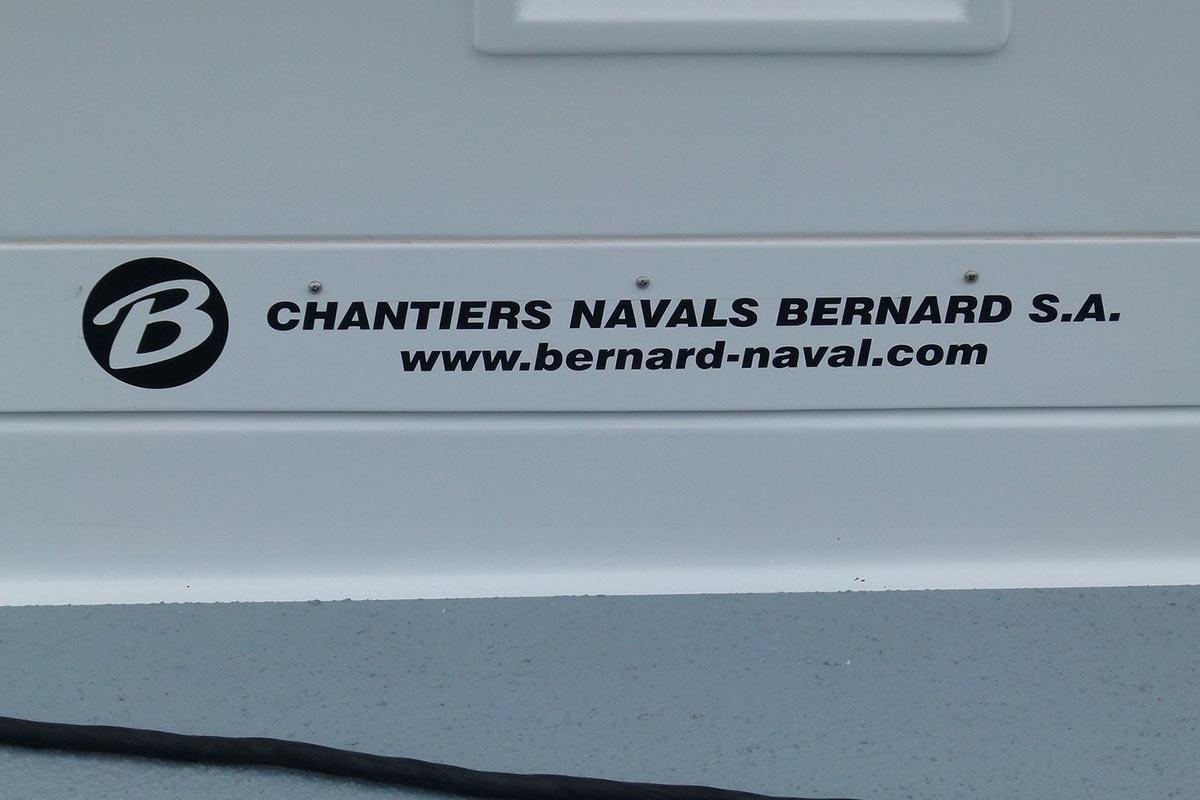 B
CHANTIERS NAVALS BERNARD S.A.
www.bernard-naval.com